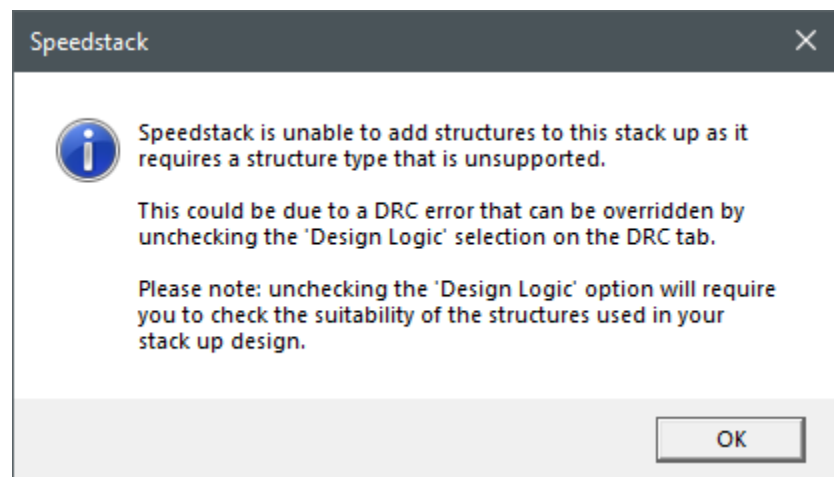 Speedstack
Speedstack is unable to add structures to this stack up as it
requires a structure type that is unsupported.
This could be due to a DRC error that can be overridden by
unchecking the 'Design Logic' selection on the DRC tab.
Please note: unchecking the 'Design Logic' option will require
you to check the suitability of the structures used in your
stack up design.
OK